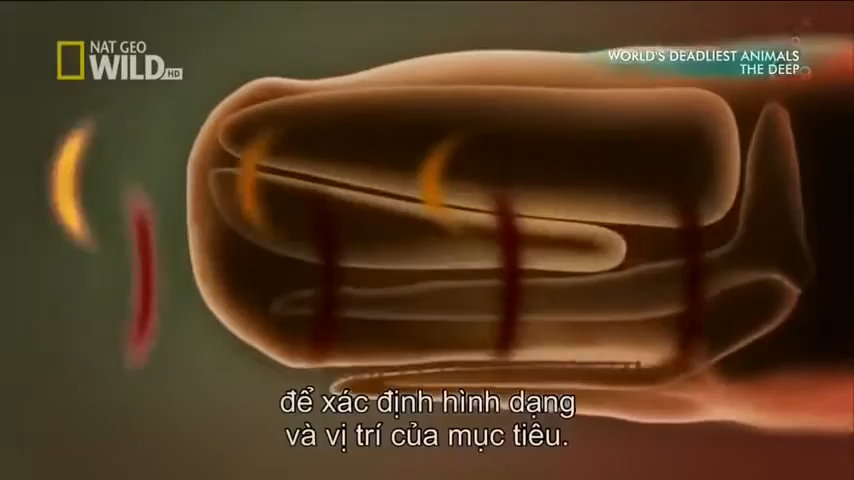 NAT GEO
WILD HD
WORLD'S DEADLIEST ANIMALS
THE DEEP
để xác định hình dạng
và vị trí của mục tiêu.